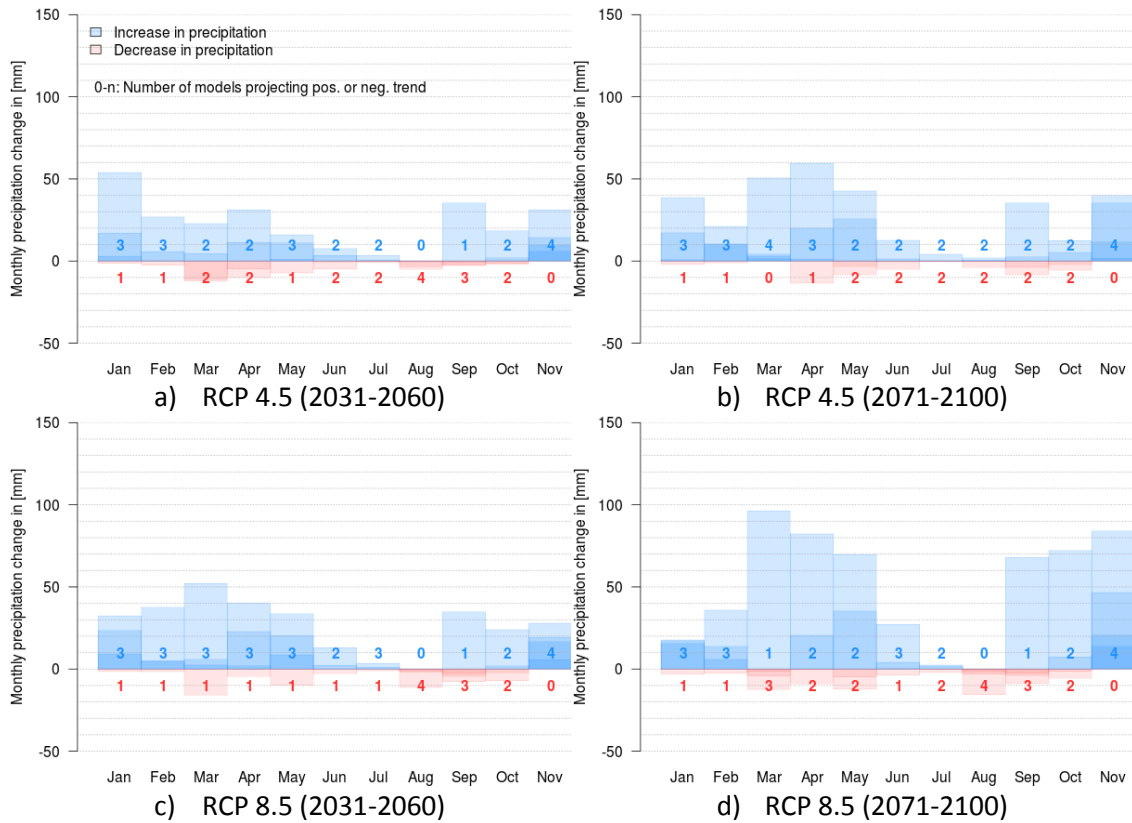 150
100
50
0
-50
Monthly precipitation change in [mm]
Increase in precipitation
Decrease in precipitation
0-n: Number of models projecting pos. or neg. trend
3 3 2 2 3 2 2 0 1 2 4
1 1 2 2 1 2 2 4 3 2 0
Jan Feb Mar Apr May Jun Jul Aug Sep Oct Nov
a) RCP 4.5 (2031-2060)
150
100
50
0
-50
Monthly precipitation change in [mm]
3 3 4 3 2 2 2 2 2 2 4
1 1 0 1 2 2 2 2 2 2 0
Jan Feb Mar Apr May Jun Jul Aug Sep Oct Nov
b) RCP 4.5 (2071-2100)
150
100
50
0
-50
Monthly precipitation change in [mm]
3 3 3 3 3 2 3 0 1 2 4
1 1 1 1 1 1 1 4 3 2 0
Jan Feb Mar Apr May Jun Jul Aug Sep Oct Nov
c) RCP 8.5 (2031-2060)
150
100
50
0
-50
Monthly precipitation change in [mm]
3 3 1 2 2 3 2 0 1 2 4
1 1 3 2 2 1 2 4 3 2 0
Jan Feb Mar Apr May Jun Jul Aug Sep Oct Nov
d) RCP 8.5 (2071-2100)